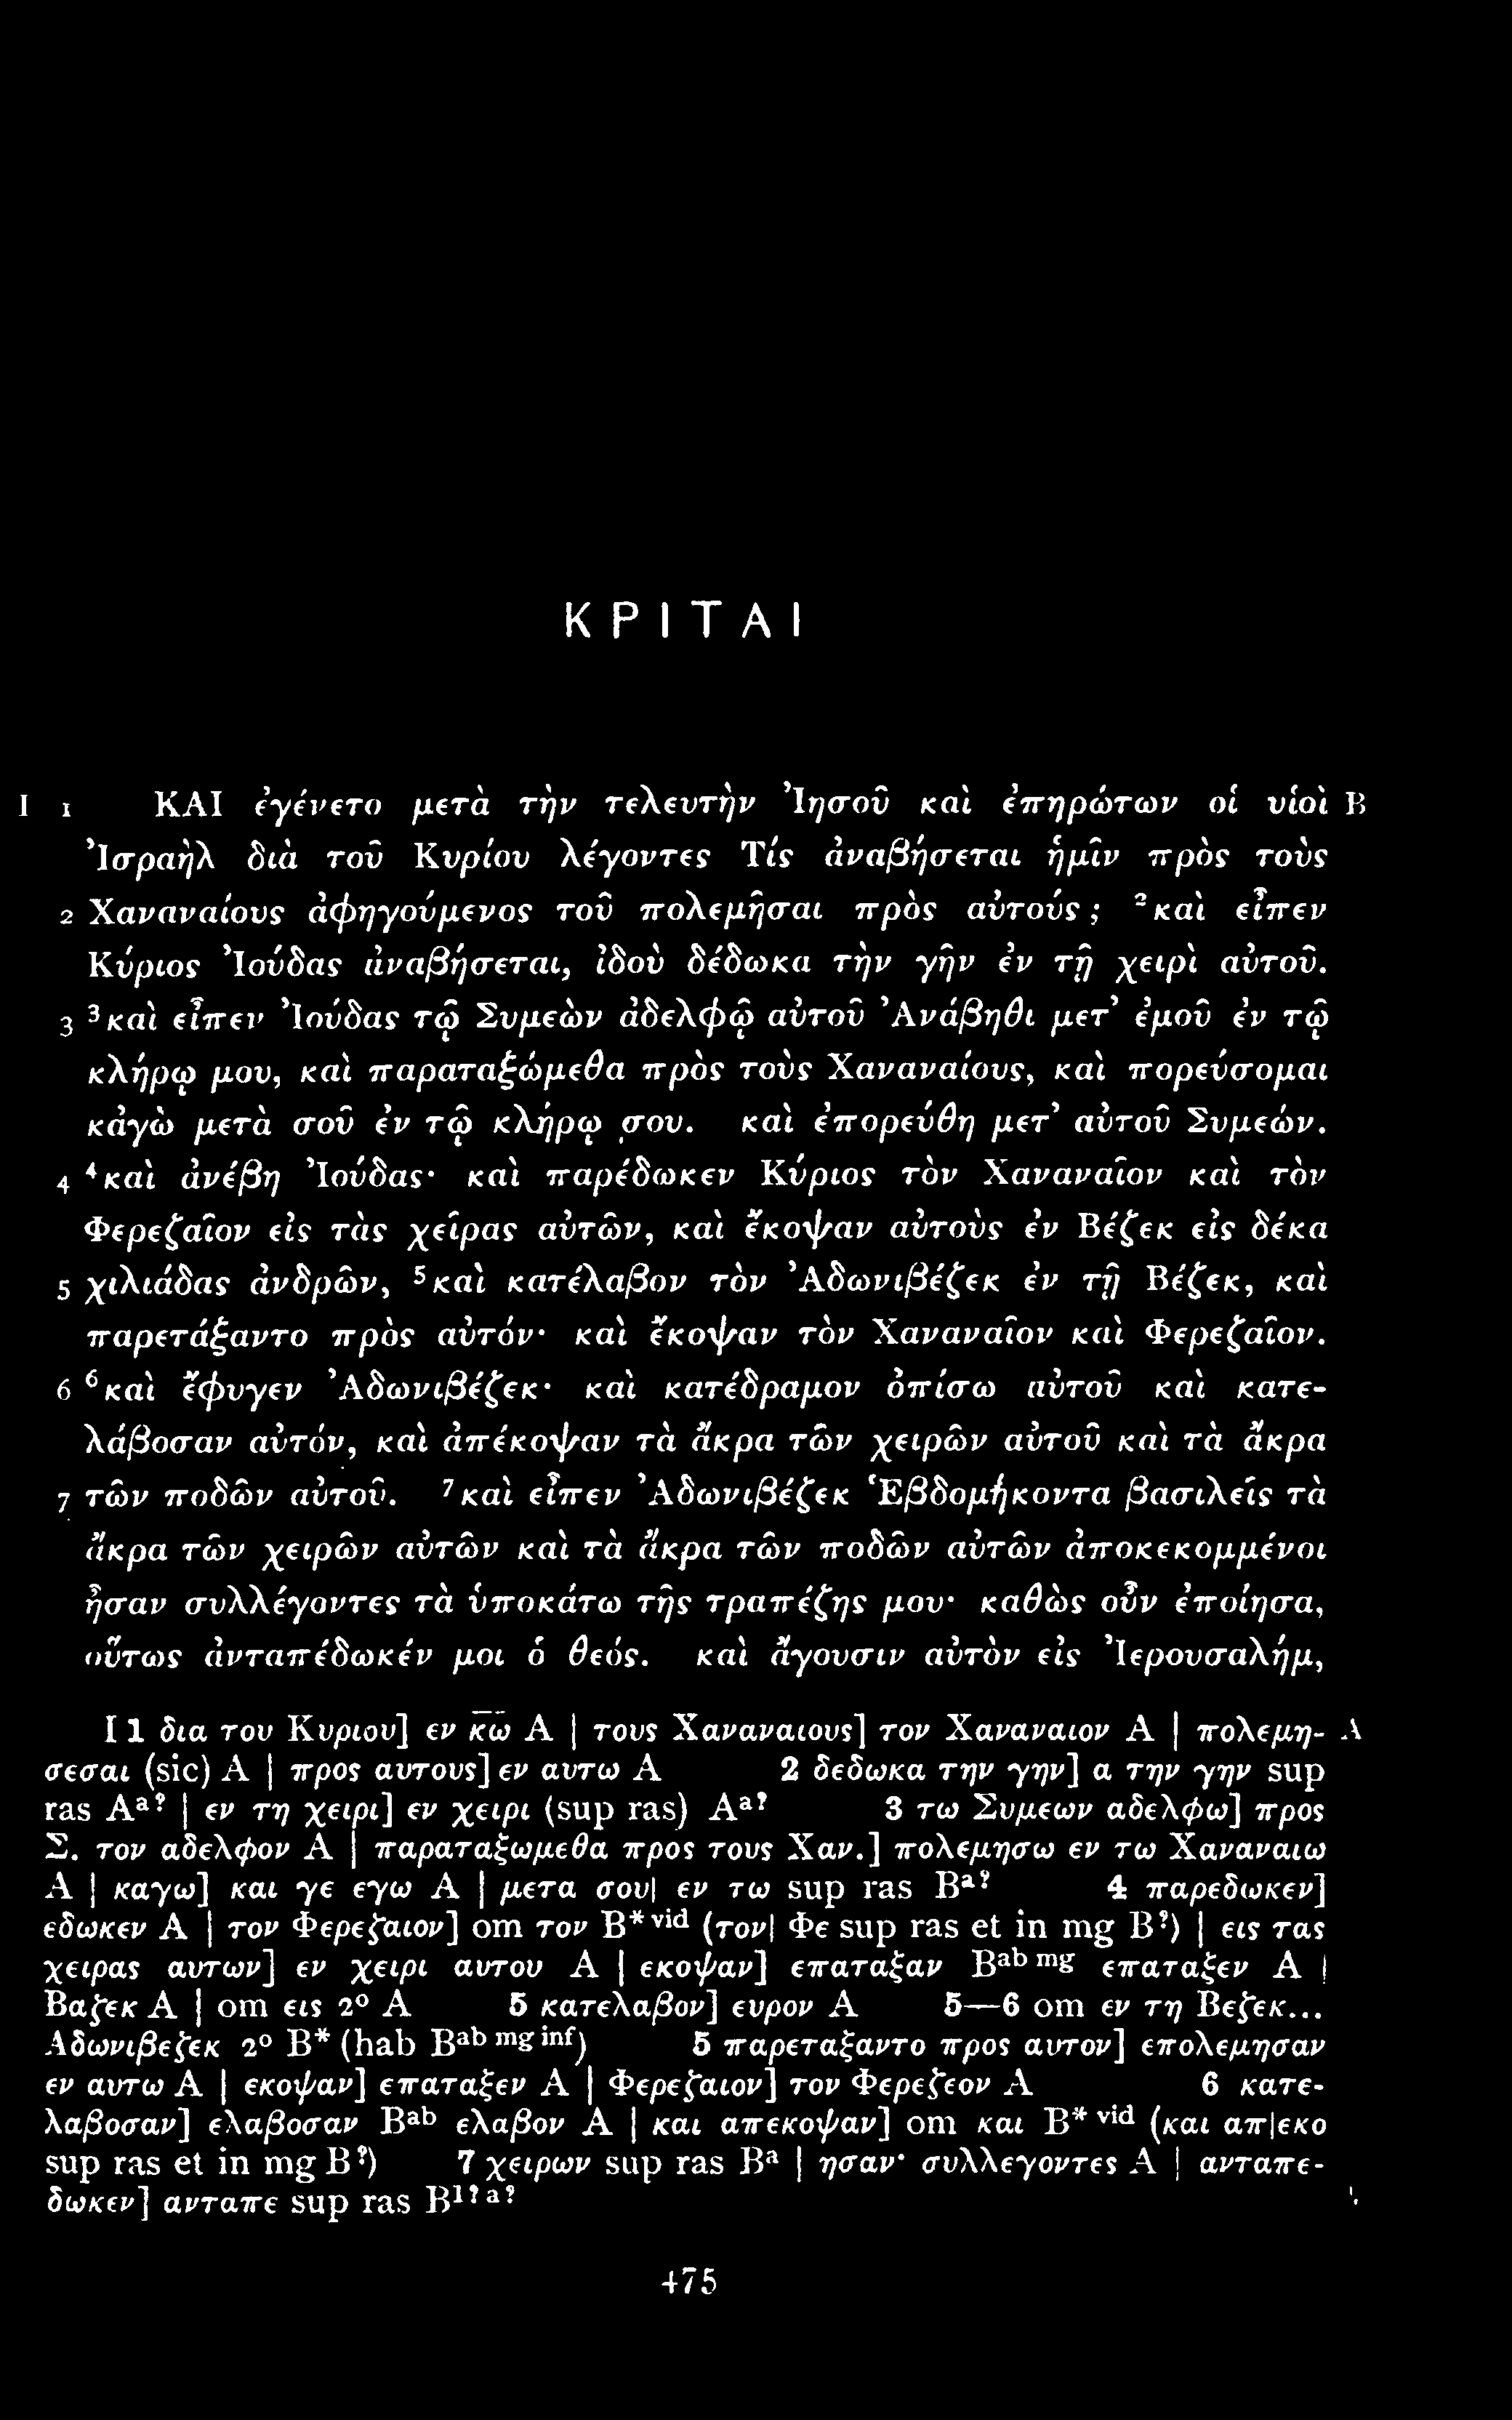 ΚΡΙΤΑΙ
I 1 ΚΑΙ ἐγένετο μετὰ τὴν τελευτὴν Ἰησοῦ καὶ ἐπηρώτων οἱ υἱοὶ B
Ἰσραὴλ διὰ τοῦ Κυρίου λέγοντες Τίς ἀναβήσεται ἡμῖν πρὸς τοὺς
2 Χαναναίους ἀφηγούμενος τοῦ πολεμῆσαι πρὸς αὐτούς; ²καὶ εἶπεν
Κύριος Ἰούδας ἀναβήσεται, ἰδοὺ δέδωκα τὴν γῆν ἐν τῇ χειρὶ αὐτοῦ.
3 ³καὶ εἶπεν Ἰούδας τῷ Συμεὼν ἀδελφῷ αὐτοῦ Ἀνάβηθι μετ’ ἐμοῦ ἐν τῷ
κλήρῳ μου, καὶ παραταξώμεθα πρὸς τοὺς Χαναναίους, καὶ πορεύσομαι
κἀγὼ μετὰ σοῦ ἐν τῷ κλήρῳ σου. καὶ ἐπορεύθη μετ’ αὐτοῦ Συμεών.
4 ⁴καὶ ἀνέβη Ἰούδας· καὶ παρέδωκεν Κύριος τὸν Χαναναῖον καὶ τὸν
Φερεζαῖον εἰς τὰς χεῖρας αὐτῶν, καὶ ἔκοψαν αὐτοὺς ἐν Βέζεκ εἰς δέκα
5 χιλιάδας ἀνδρῶν, ⁵καὶ κατέλαβον τὸν Ἀδωνιβέζεκ ἐν τῇ Βέζεκ, καὶ
παρετάξαντο πρὸς αὐτόν· καὶ ἔκοψαν τὸν Χαναναῖον καὶ Φερεζαῖον.
6 ⁶καὶ ἔφυγεν Ἀδωνιβέζεκ· καὶ κατέδραμον ὀπίσω αὐτοῦ καὶ κατε-
λάβοσαν αὐτόν, καὶ ἀπέκοψαν τὰ ἄκρα τῶν χειρῶν αὐτοῦ καὶ τὰ ἄκρα
7 τῶν ποδῶν αὐτοῦ. ⁷καὶ εἶπεν Ἀδωνιβέζεκ Ἑβδομήκοντα βασιλεῖς τὰ
ἄκρα τῶν χειρῶν αὐτῶν καὶ τὰ ἄκρα τῶν ποδῶν αὐτῶν ἀποκεκομμένοι
ἦσαν συλλέγοντες τὰ ὑποκάτω τῆς τραπέζης μου· καθὼς οὖν ἐποίησα,
οὕτως ἀνταπέδωκέν μοι ὁ θεός. καὶ ἄγουσιν αὐτὸν εἰς Ἰερουσαλήμ,
I 1 δια του Κυριου] εν κ̅ω̅ A | τους Χαναναιους] τον Χαναναιον A | πολεμη- A
σεσαι (sic) A | προς αυτους] εν αυτω A 2 δεδωκα την γην] α την γην sup
ras Aᵃ? | εν τη χειρι] εν χειρι (sup ras) Aᵃ? 3 τω Συμεων αδελφω] προς
Σ. τον αδελφον A | παραταξωμεθα προς τους Χαν.] πολεμησω εν τω Χαναναιω
A | καγω] και γε εγω A | μετα σου| εν τω sup ras Bᵃ? 4 παρεδωκεν]
εδωκεν A | τον Φερεζαιον] om τον B*ᵛⁱᵈ (τον| Φε sup ras et in mg B?) | εις τας
χειρας αυτων] εν χειρι αυτου A | εκοψαν] επαταξαν Bᵃᵇ ᵐᵍ επαταξεν A |
Βαζεκ A | om εις 2° A 5 κατελαβον] ευρον A 5—6 om εν τη Βεζεκ...
Αδωνιβεζεκ 2° B* (hab Bᵃᵇ ᵐᵍ ⁱⁿᶠ) 5 παρεταξαντο προς αυτον] επολεμησαν
εν αυτω A | εκοψαν] επαταξεν A | Φερεζαιον] τον Φερεζεον A 6 κατε-
λαβοσαν] ελαβοσαν Bᵃᵇ ελαβον A | και απεκοψαν] om και B* ᵛⁱᵈ (και απ|εκο
sup ras et in mg B?) 7 χειρων sup ras Bᵃ | ησαν· συλλεγοντες A | ανταπε-
δωκεν] ανταπε sup ras B¹?ᵃ?
475